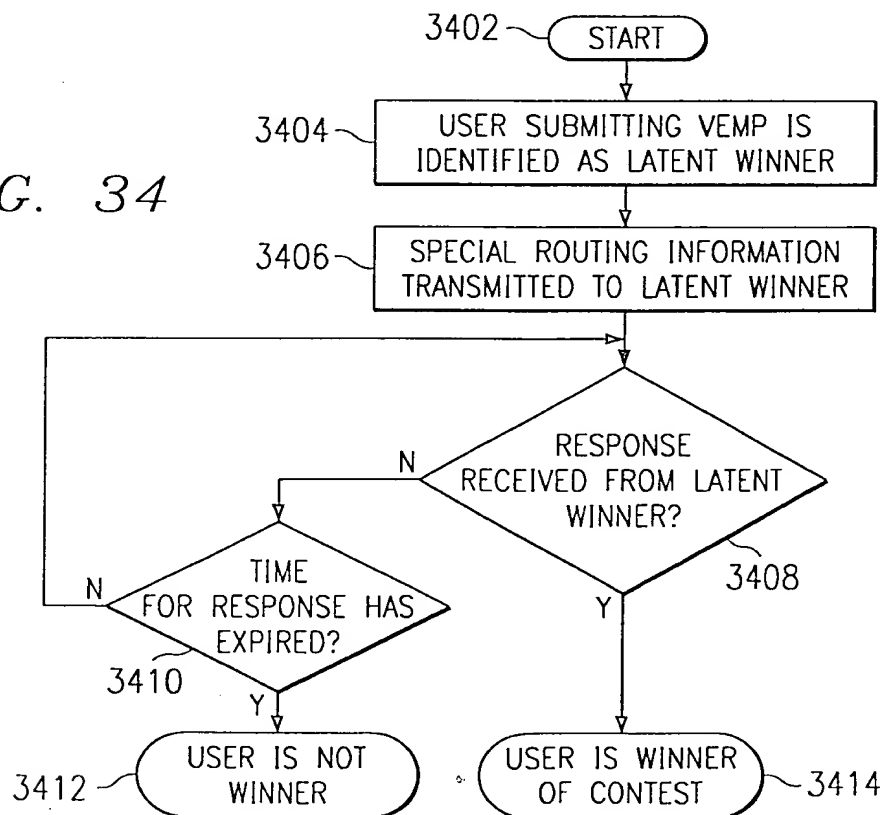 3402
START
3404
USER SUBMITTING VEMP IS
IDENTIFIED AS LATENT WINNER
G. 34
3406
SPECIAL ROUTING INFORMATION
TRANSMITTED TO LATENT WINNER
RESPONSE
RECEIVED FROM LATENT
WINNER?
N
3408
Y
TIME
FOR RESPONSE HAS
EXPIRED?
N
3410
Y
3412
USER IS NOT
WINNER
USER IS WINNER
OF CONTEST
3414